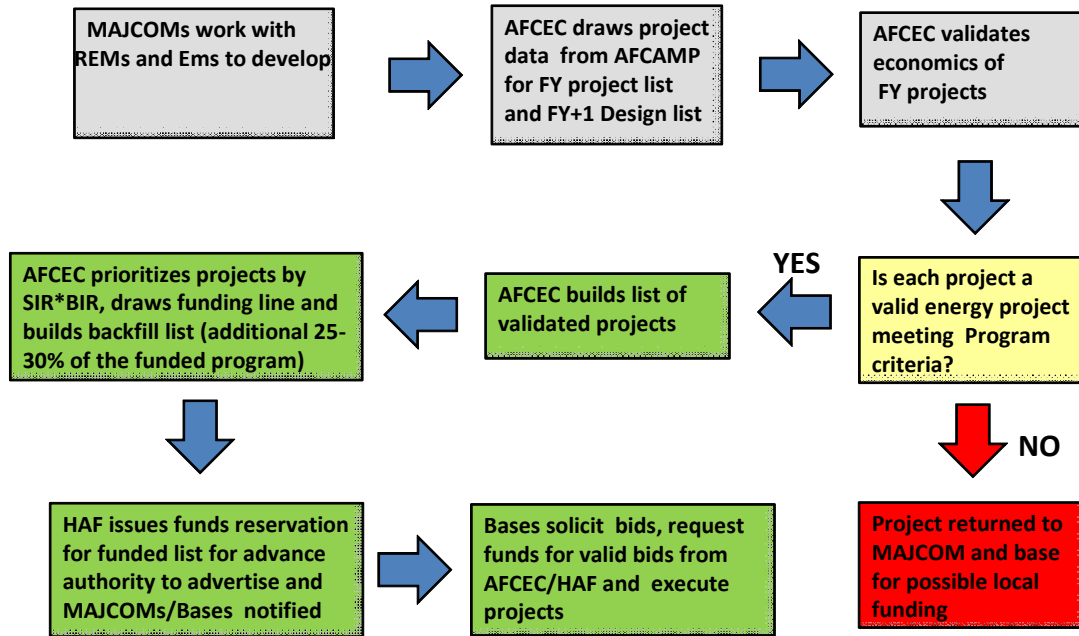 MAJCOMs work with
REMs and Ems to develop
AFCEC draws project
data from AFCAMP
for FY project list
and FY+1 Design list
AFCEC validates
economics of
FY projects
Is each project a
valid energy project
meeting Program
criteria?
YES
AFCEC builds list of
validated projects
AFCEC prioritizes projects by
SIR*BIR, draws funding line and
builds backfill list (additional 25-
30% of the funded program)
NO
HAF issues funds reservation
for funded list for advance
authority to advertise and
MAJCOMs/Bases notified
Bases solicit bids, request
funds for valid bids from
AFCEC/HAF and execute
projects
Project returned to
MAJCOM and base
for possible local
funding